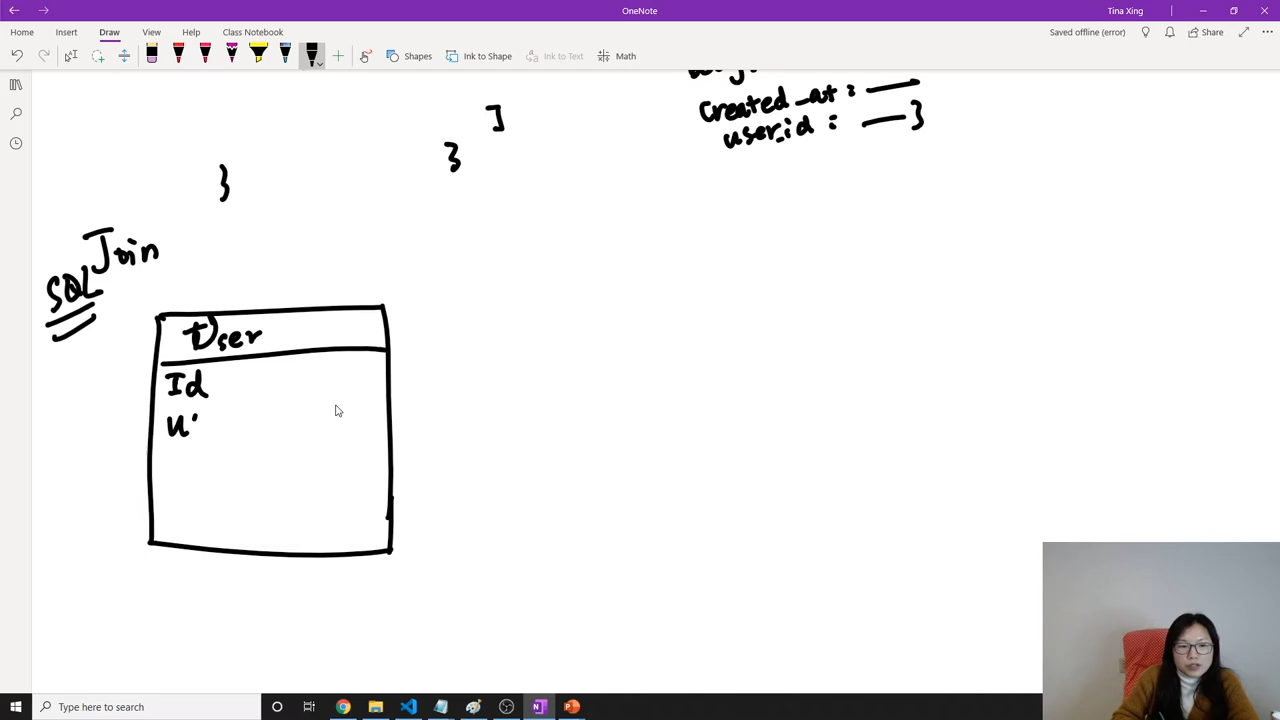 OneNote
Tina Xing
Home Insert Draw View Help Class Notebook
Saved offline (error)
Share
Shapes
Ink to Shape
Ink to Text
Math
created_at :
]
user_id : }
}
}
Join
SQL
User
Id
Type here to search